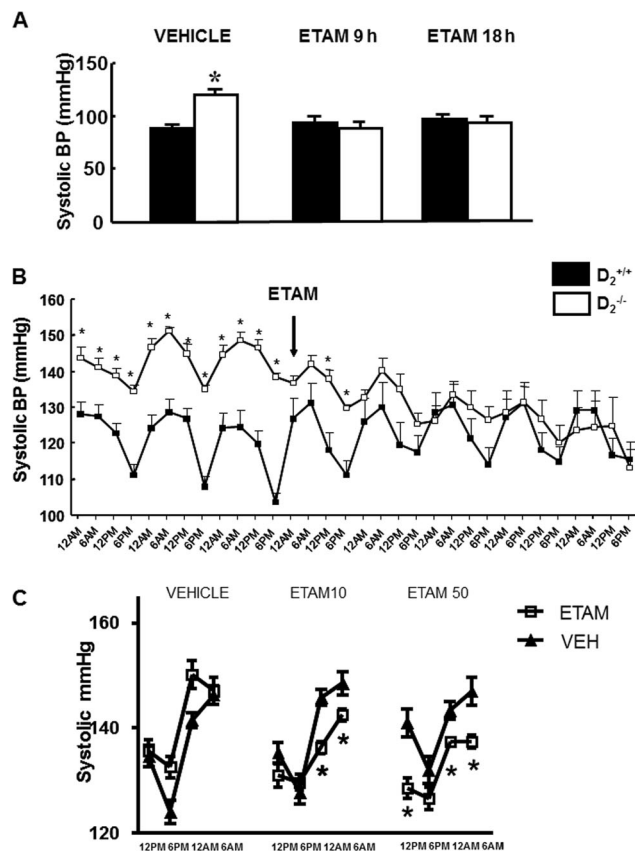 A
VEHICLE ETAM 9 h ETAM 18 h
Systolic BP (mmHg)
150
100
50
0
*
B
ETAM
D2+/+
D2-/-
Systolic BP (mmHg)
160
150
140
130
120
110
100
* * * * * * * * * * * * * * *
12AM 6AM 12PM 6PM 12AM 6AM 12PM 6PM 12AM 6AM 12PM 6PM 12AM 6AM 12PM 6PM 12AM 6AM 12PM 6PM 12AM 6AM 12PM 6PM 12AM 6AM 12PM 6PM 12AM 6AM 12PM 6PM
C
VEHICLE ETAM10 ETAM 50
ETAM
VEH
Systolic mmHg
160
140
120
* * * * *
12PM 6PM 12AM 6AM 12PM 6PM 12AM 6AM 12PM 6PM 12AM 6AM